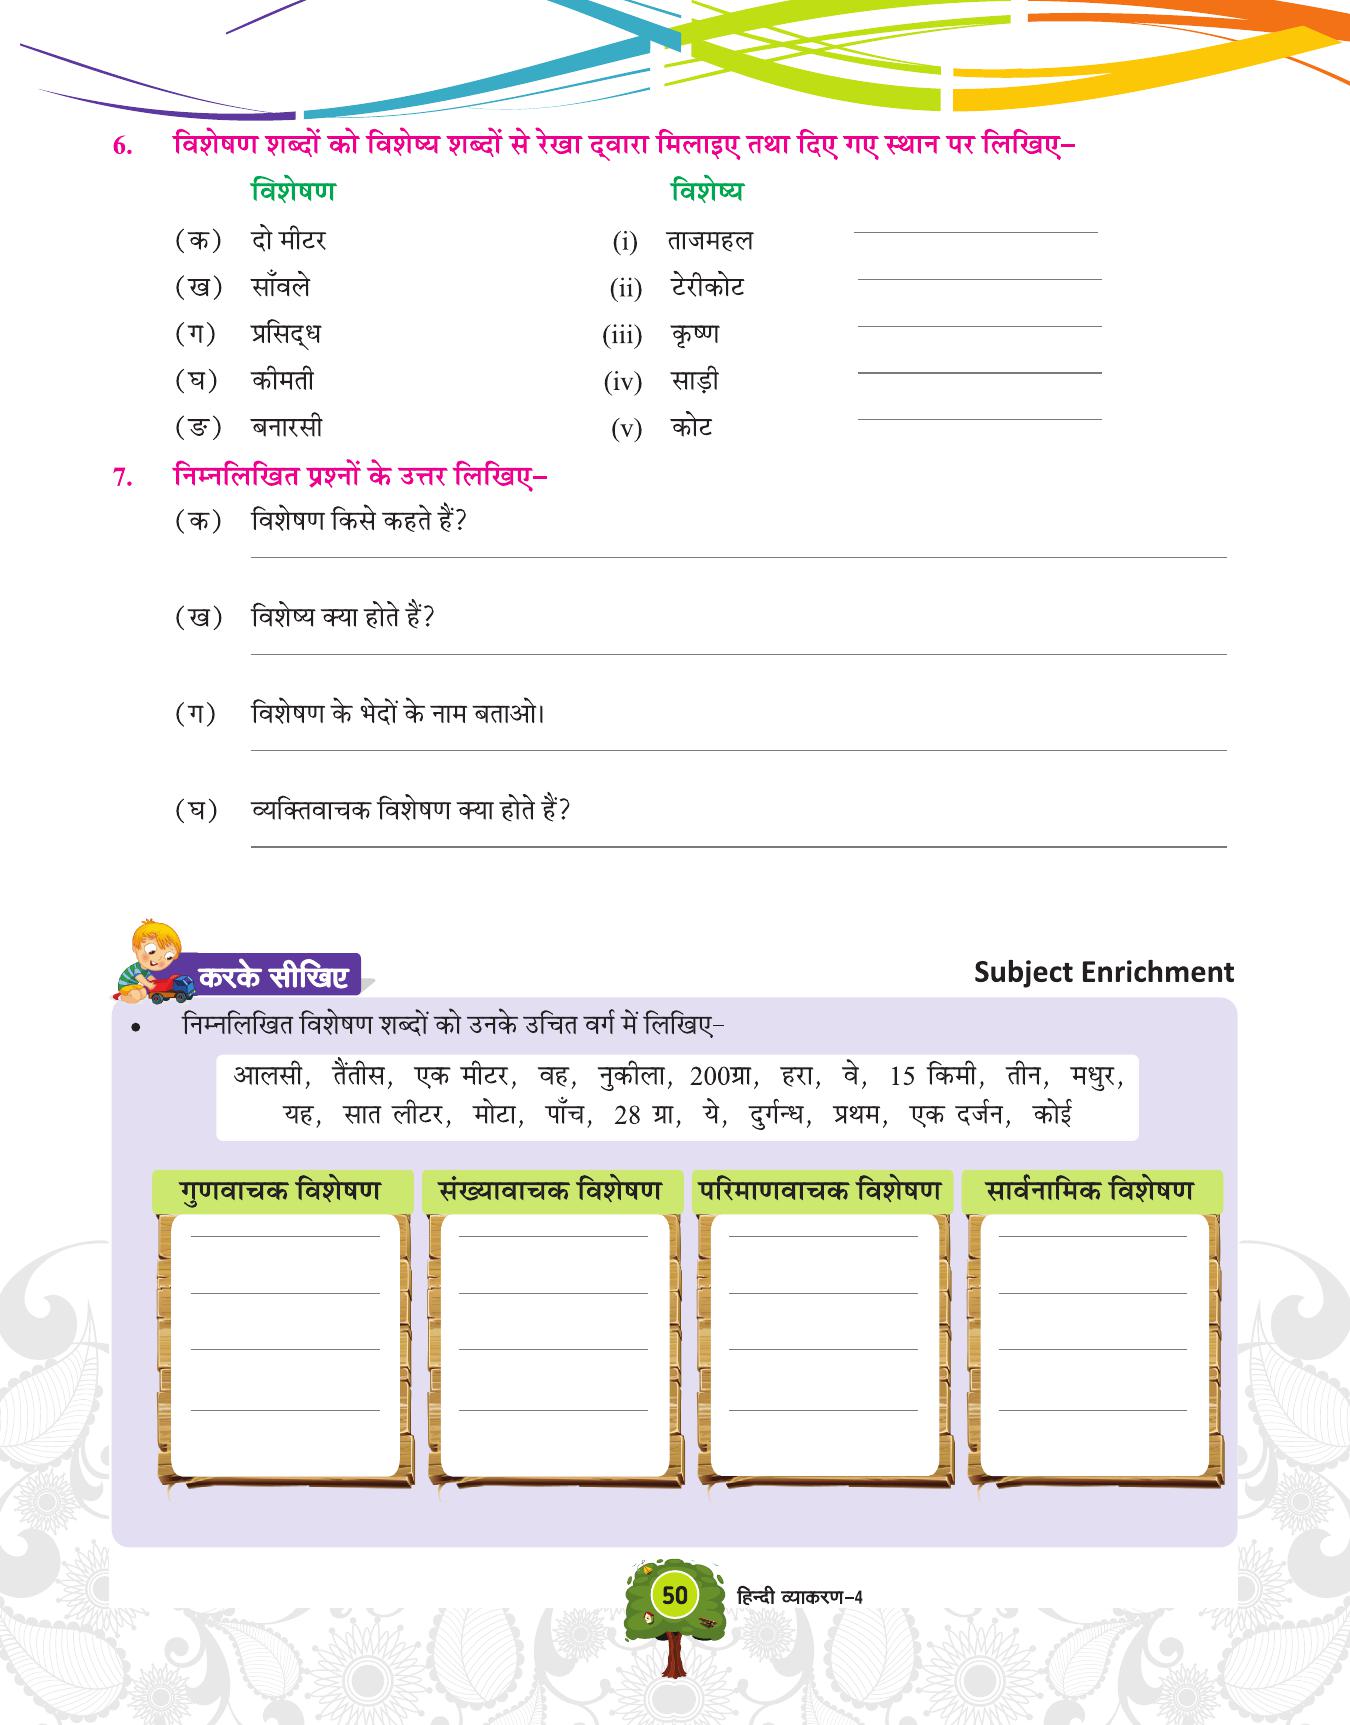 6. विशेषण शब्दों को विशेष्य शब्दों से रेखा द्वारा मिलाइए तथा दिए गए स्थान पर लिखिए–
विशेषण विशेष्य
(क) दो मीटर (i) ताजमहल
(ख) साँवले (ii) टेरीकोट
(ग) प्रसिद्ध (iii) कृष्ण
(घ) कीमती (iv) साड़ी
(ङ) बनारसी (v) कोट
7. निम्नलिखित प्रश्नों के उत्तर लिखिए–
(क) विशेषण किसे कहते हैं?
(ख) विशेष्य क्या होते हैं?
(ग) विशेषण के भेदों के नाम बताओ।
(घ) व्यक्तिवाचक विशेषण क्या होते हैं?
करके सीखिए Subject Enrichment
• निम्नलिखित विशेषण शब्दों को उनके उचित वर्ग में लिखिए–
आलसी, तैंतीस, एक मीटर, वह, नुकीला, 200ग्रा, हरा, वे, 15 किमी, तीन, मधुर,
यह, सात लीटर, मोटा, पाँच, 28 ग्रा, ये, दुर्गन्ध, प्रथम, एक दर्जन, कोई
गुणवाचक विशेषण संख्यावाचक विशेषण परिमाणवाचक विशेषण सार्वनामिक विशेषण
50 हिन्दी व्याकरण–4